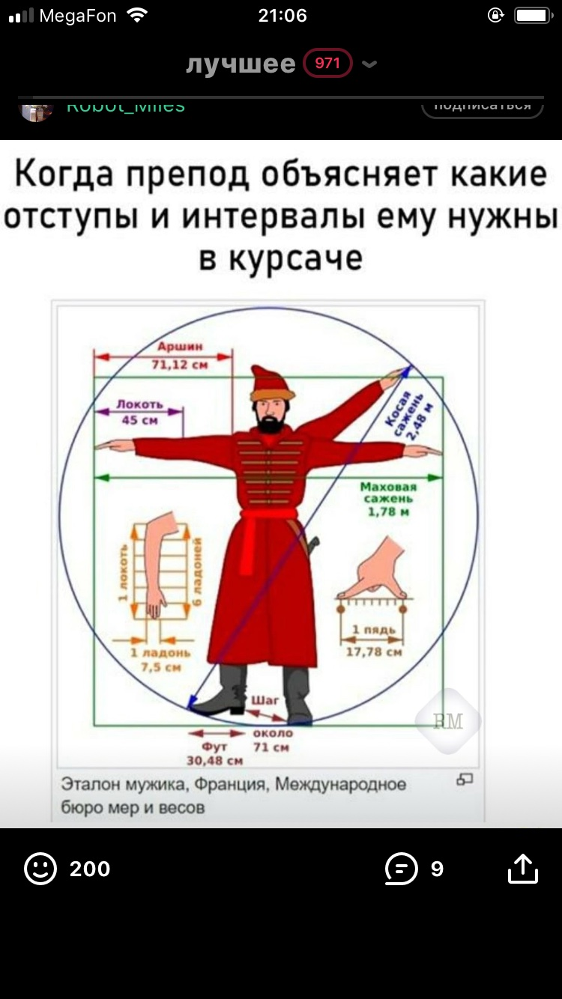 MegaFon
21:06
лучшее 971
Robot_Miles
подписаться
Когда препод объясняет какие
отступы и интервалы ему нужны
в курсаче
Аршин
71,12 см
Локоть
45 см
Косая
сажень
2,48 м
Маховая
сажень
1,78 м
1 локоть
6 ладоней
1 ладонь
7,5 см
1 пядь
17,78 см
Шаг
около
71 см
Фут
30,48 см
RM
Эталон мужика, Франция, Международное
бюро мер и весов
200
9